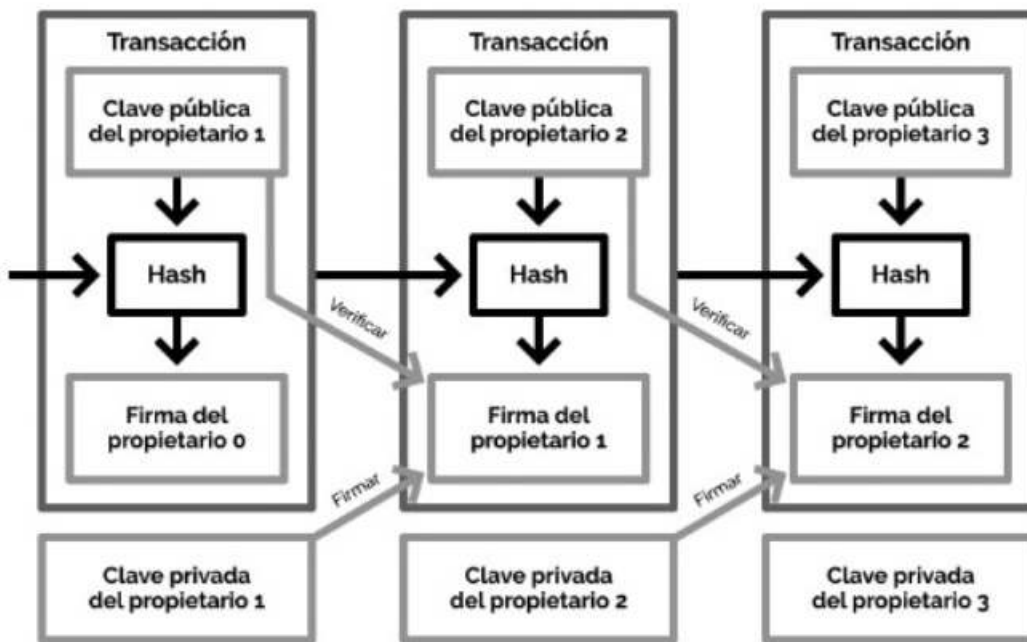 Transacción
Clave pública
del propietario 1
Hash
Verificar
Firma del
propietario 0
Firmar
Clave privada
del propietario 1
Transacción
Clave pública
del propietario 2
Hash
Verificar
Firma del
propietario 1
Firmar
Clave privada
del propietario 2
Transacción
Clave pública
del propietario 3
Hash
Firma del
propietario 2
Clave privada
del propietario 3